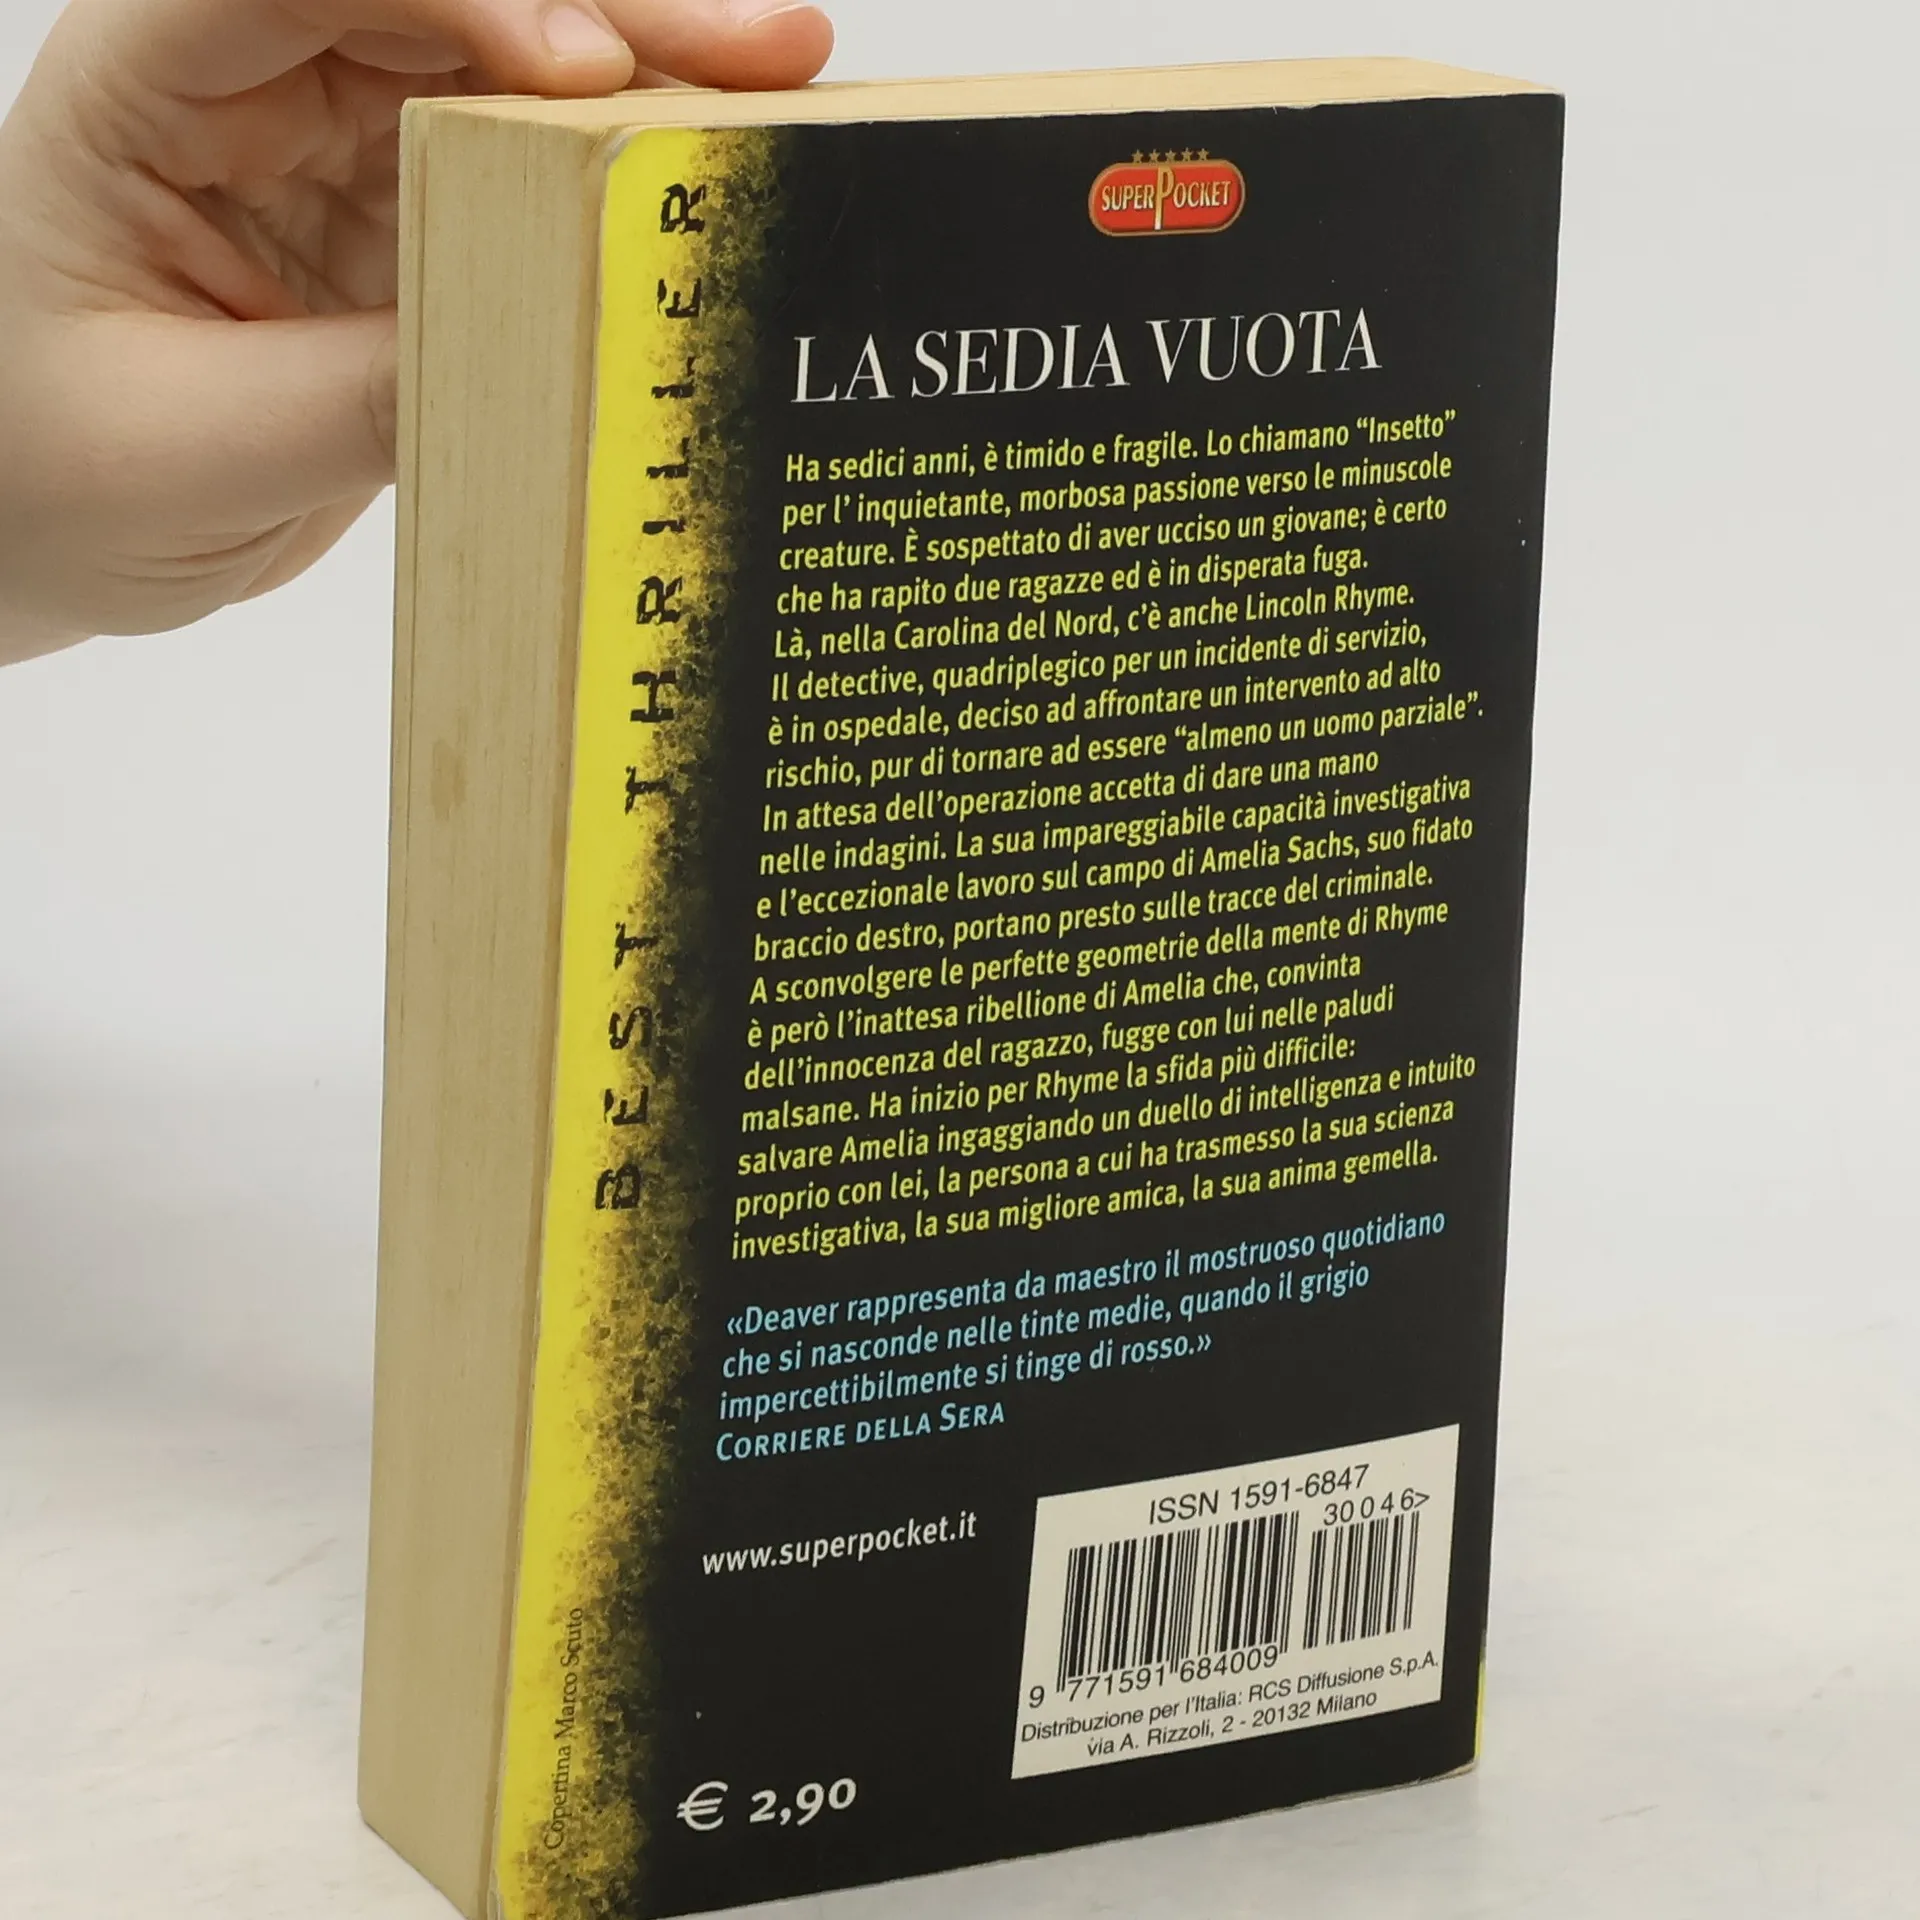 SUPERPOCKET
BEST THRILLER
LA SEDIA VUOTA
Ha sedici anni, è timido e fragile. Lo chiamano “Insetto”
per l’ inquietante, morbosa passione verso le minuscole
creature. È sospettato di aver ucciso un giovane; è certo
che ha rapito due ragazze ed è in disperata fuga.
Là, nella Carolina del Nord, c’è anche Lincoln Rhyme.
Il detective, quadriplegico per un incidente di servizio,
è in ospedale, deciso ad affrontare un intervento ad alto
rischio, pur di tornare ad essere “almeno un uomo parziale”.
In attesa dell’operazione accetta di dare una mano
nelle indagini. La sua impareggiabile capacità investigativa
e l’eccezionale lavoro sul campo di Amelia Sachs, suo fidato
braccio destro, portano presto sulle tracce del criminale.
A sconvolgere le perfette geometrie della mente di Rhyme
è però l’inattesa ribellione di Amelia che, convinta
dell’innocenza del ragazzo, fugge con lui nelle paludi
malsane. Ha inizio per Rhyme la sfida più difficile:
salvare Amelia ingaggiando un duello di intelligenza e intuito
proprio con lei, la persona a cui ha trasmesso la sua scienza
investigativa, la sua migliore amica, la sua anima gemella.
«Deaver rappresenta da maestro il mostruoso quotidiano
che si nasconde nelle tinte medie, quando il grigio
impercettibilmente si tinge di rosso.»
CORRIERE DELLA SERA
www.superpocket.it
ISSN 1591-6847
30046>
9 771591 684009
Distribuzione per l'Italia: RCS Diffusione S.p.A.
via A. Rizzoli, 2 - 20132 Milano
€ 2,90
Copertina Marco Scuto